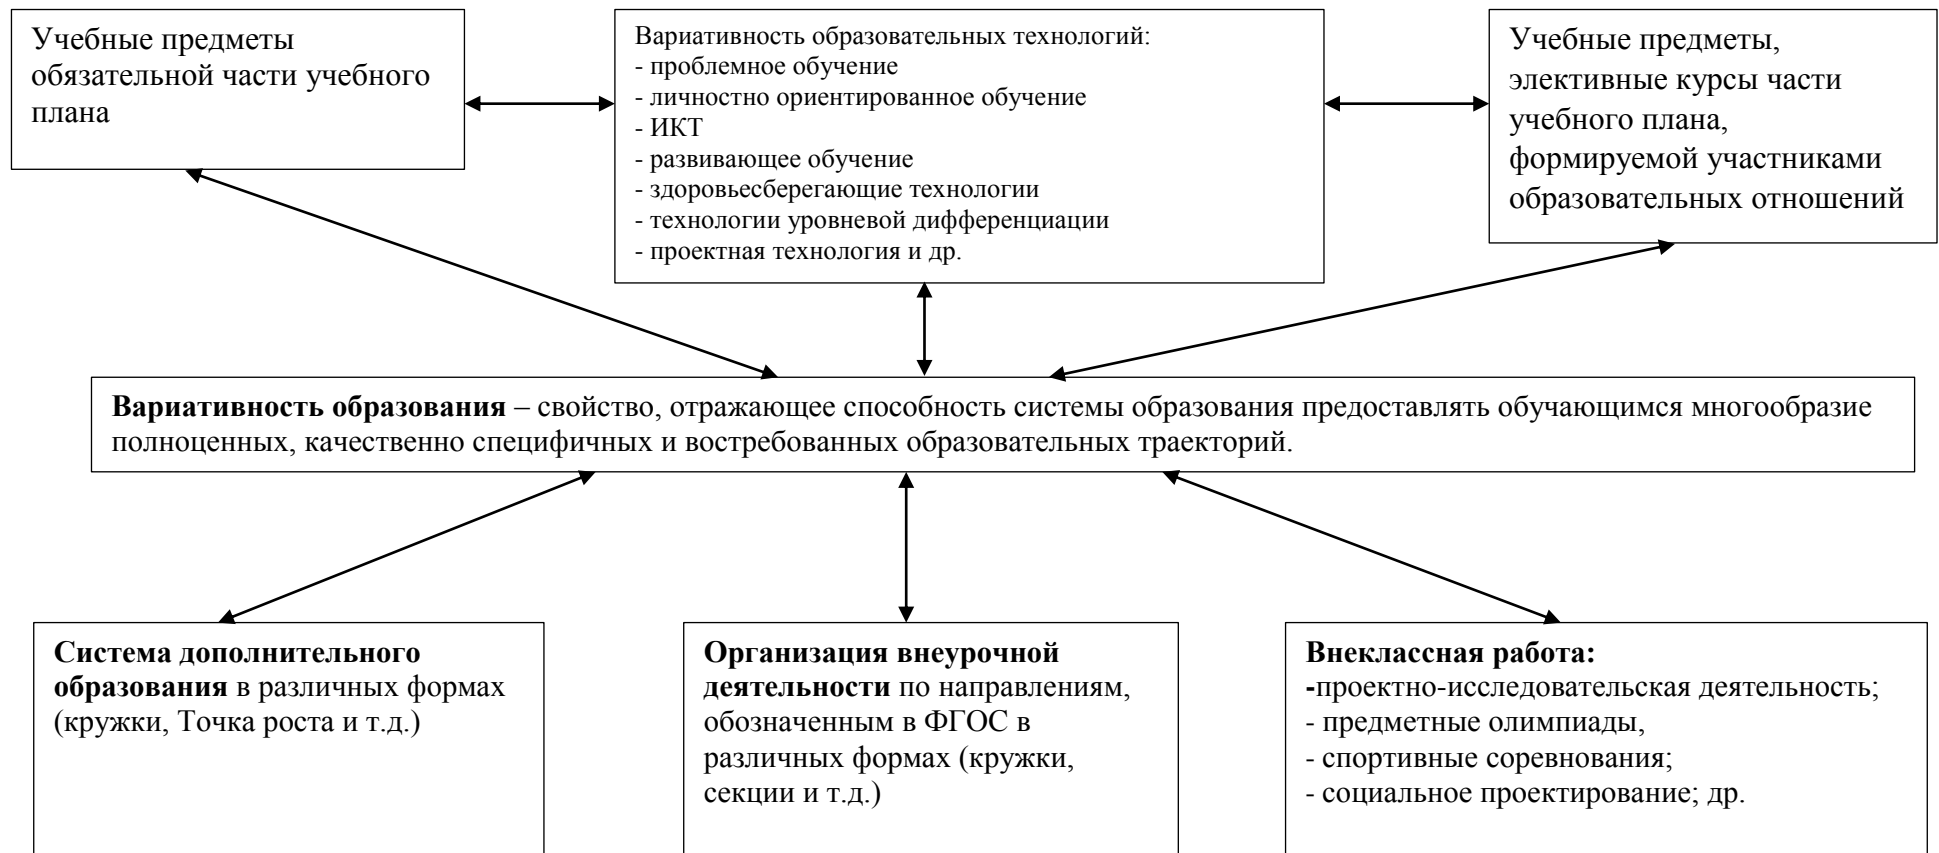 Учебные предметы
обязательной части учебного
плана
Вариативность образовательных технологий:
- проблемное обучение
- личностно ориентированное обучение
- ИКТ
- развивающее обучение
- здоровьесберегающие технологии
- технологии уровневой дифференциации
- проектная технология и др.
Учебные предметы,
элективные курсы части
учебного плана,
формируемой участниками
образовательных отношений
Вариативность образования – свойство, отражающее способность системы образования предоставлять обучающимся многообразие
полноценных, качественно специфичных и востребованных образовательных траекторий.
Система дополнительного
образования в различных формах
(кружки, Точка роста и т.д.)
Организация внеурочной
деятельности по направлениям,
обозначенным в ФГОС в
различных формах (кружки,
секции и т.д.)
Внеклассная работа:
-проектно-исследовательская деятельность;
- предметные олимпиады,
- спортивные соревнования;
- социальное проектирование; др.